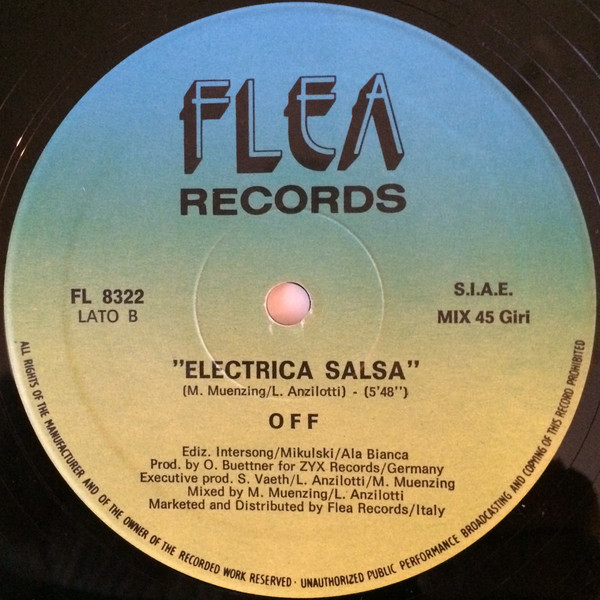 FLEA
RECORDS
FL 8322
LATO B
S.I.A.E.
MIX 45 Giri
"ELECTRICA SALSA"
(M. Muenzing/L. Anzilotti) - (5'48")
OFF
Ediz. Intersong/Mikulski/Ala Bianca
Prod. by O. Buettner for ZYX Records/Germany
Executive prod. S. Vaeth/L. Anzilotti/M. Muenzing
Mixed by M. Muenzing/L. Anzilotti
Marketed and Distributed by Flea Records/Italy
ALL RIGHTS OF THE MANUFACTURER AND OF THE OWNER OF THE RECORDED WORK RESERVED · UNAUTHORIZED PUBLIC PERFORMANCE BROADCASTING AND COPYING OF THIS RECORD PROHIBITED